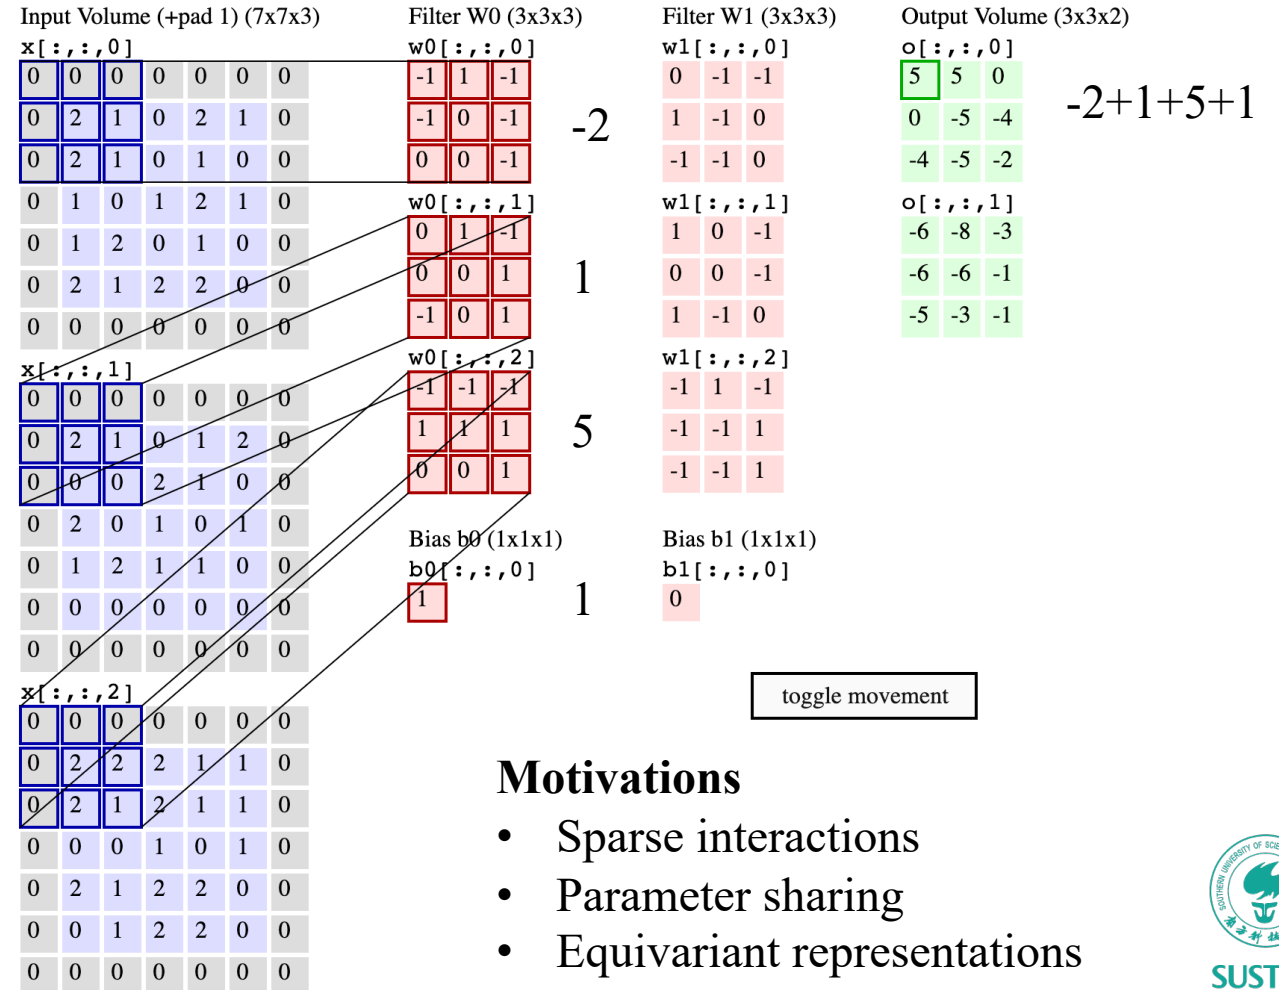 Input Volume (+pad 1) (7x7x3)
x[:,:,0]
0 0 0 0 0 0 0
0 2 1 0 2 1 0
0 2 1 0 1 0 0
0 1 0 1 2 1 0
0 1 2 0 1 0 0
0 2 1 2 2 0 0
0 0 0 0 0 0 0
x[:,:,1]
0 0 0 0 0 0 0
0 2 1 0 1 2 0
0 0 0 2 1 0 0
0 2 0 1 0 1 0
0 1 2 1 1 0 0
0 0 0 0 0 0 0
0 0 0 0 0 0 0
x[:,:,2]
0 0 0 0 0 0 0
0 2 2 2 1 1 0
0 2 1 2 1 1 0
0 0 0 1 0 1 0
0 2 1 2 2 0 0
0 0 1 2 2 0 0
0 0 0 0 0 0 0
Filter W0 (3x3x3)
w0[:,:,0]
-1 1 -1
-1 0 -1
0 0 -1
-2
w0[:,:,1]
0 1 -1
0 0 1
-1 0 1
1
w0[:,:,2]
-1 -1 -1
1 1 1
0 0 1
5
Bias b0 (1x1x1)
b0[:,:,0]
1
1
Filter W1 (3x3x3)
w1[:,:,0]
0 -1 -1
1 -1 0
-1 -1 0
w1[:,:,1]
1 0 -1
0 0 -1
1 -1 0
w1[:,:,2]
-1 1 -1
-1 -1 1
-1 -1 1
Bias b1 (1x1x1)
b1[:,:,0]
0
Output Volume (3x3x2)
o[:,:,0]
5 5 0
0 -5 -4
-4 -5 -2
o[:,:,1]
-6 -8 -3
-6 -6 -1
-5 -3 -1
-2+1+5+1
toggle movement
Motivations
• Sparse interactions
• Parameter sharing
• Equivariant representations
SUST